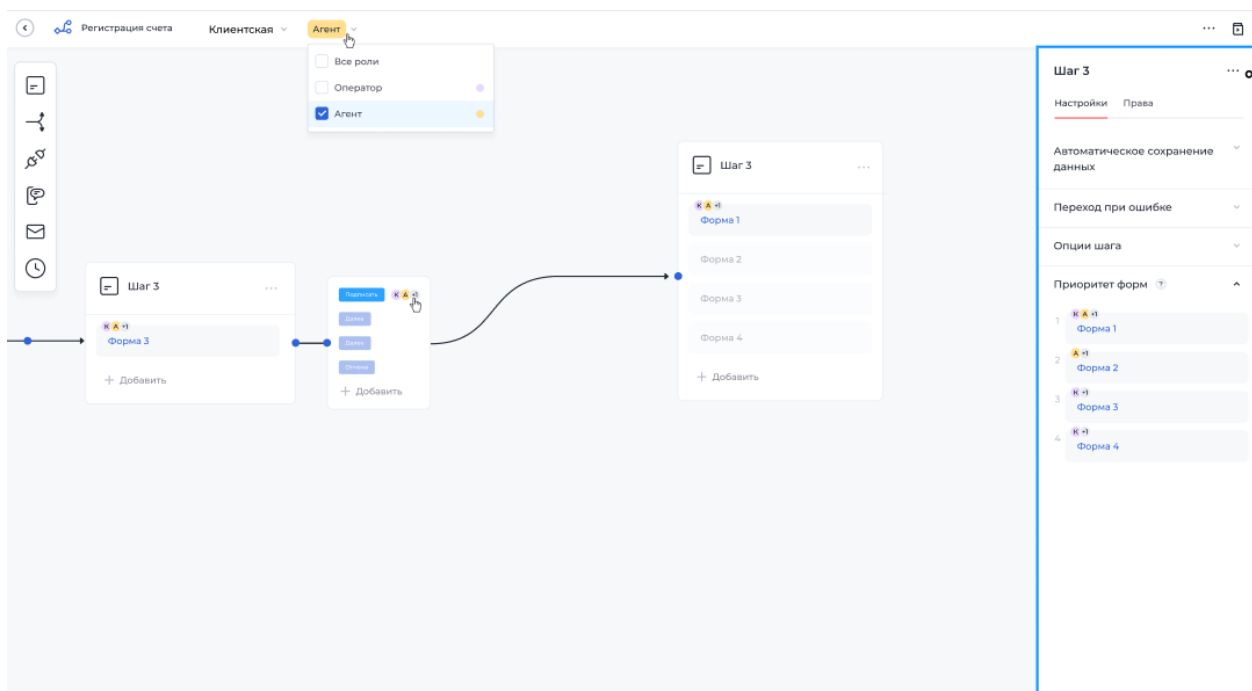 Регистрация счета
Клиентская
Агент
Все роли
Оператор
Агент
Шаг 3
К А +1
Форма 3
+ Добавить
Подписать К А +1
Далее
Далее
+ Добавить
Шаг 3
К А +1
Форма 1
Форма 2
Форма 3
Форма 4
+ Добавить
Шаг 3
Настройки Права
Автоматическое сохранение
данных
Переход при ошибке
Опции шага
Приоритет форм ?
1 К А +1
Форма 1
2 А +1
Форма 2
3 К +1
Форма 3
4 К +1
Форма 4